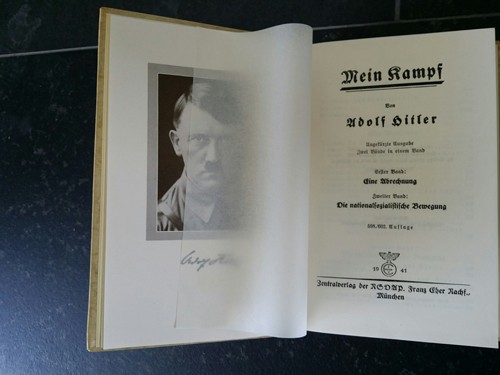 Mein Kampf
Von
Adolf Hitler
Ungekürzte Ausgabe
Zwei Bände in einem Band
Erster Band:
Eine Abrechnung
Zweiter Band:
Die nationalsozialistische Bewegung
Auflage
19 41
Zentralverlag der NSDAP. Franz Eher Nachf.,
München